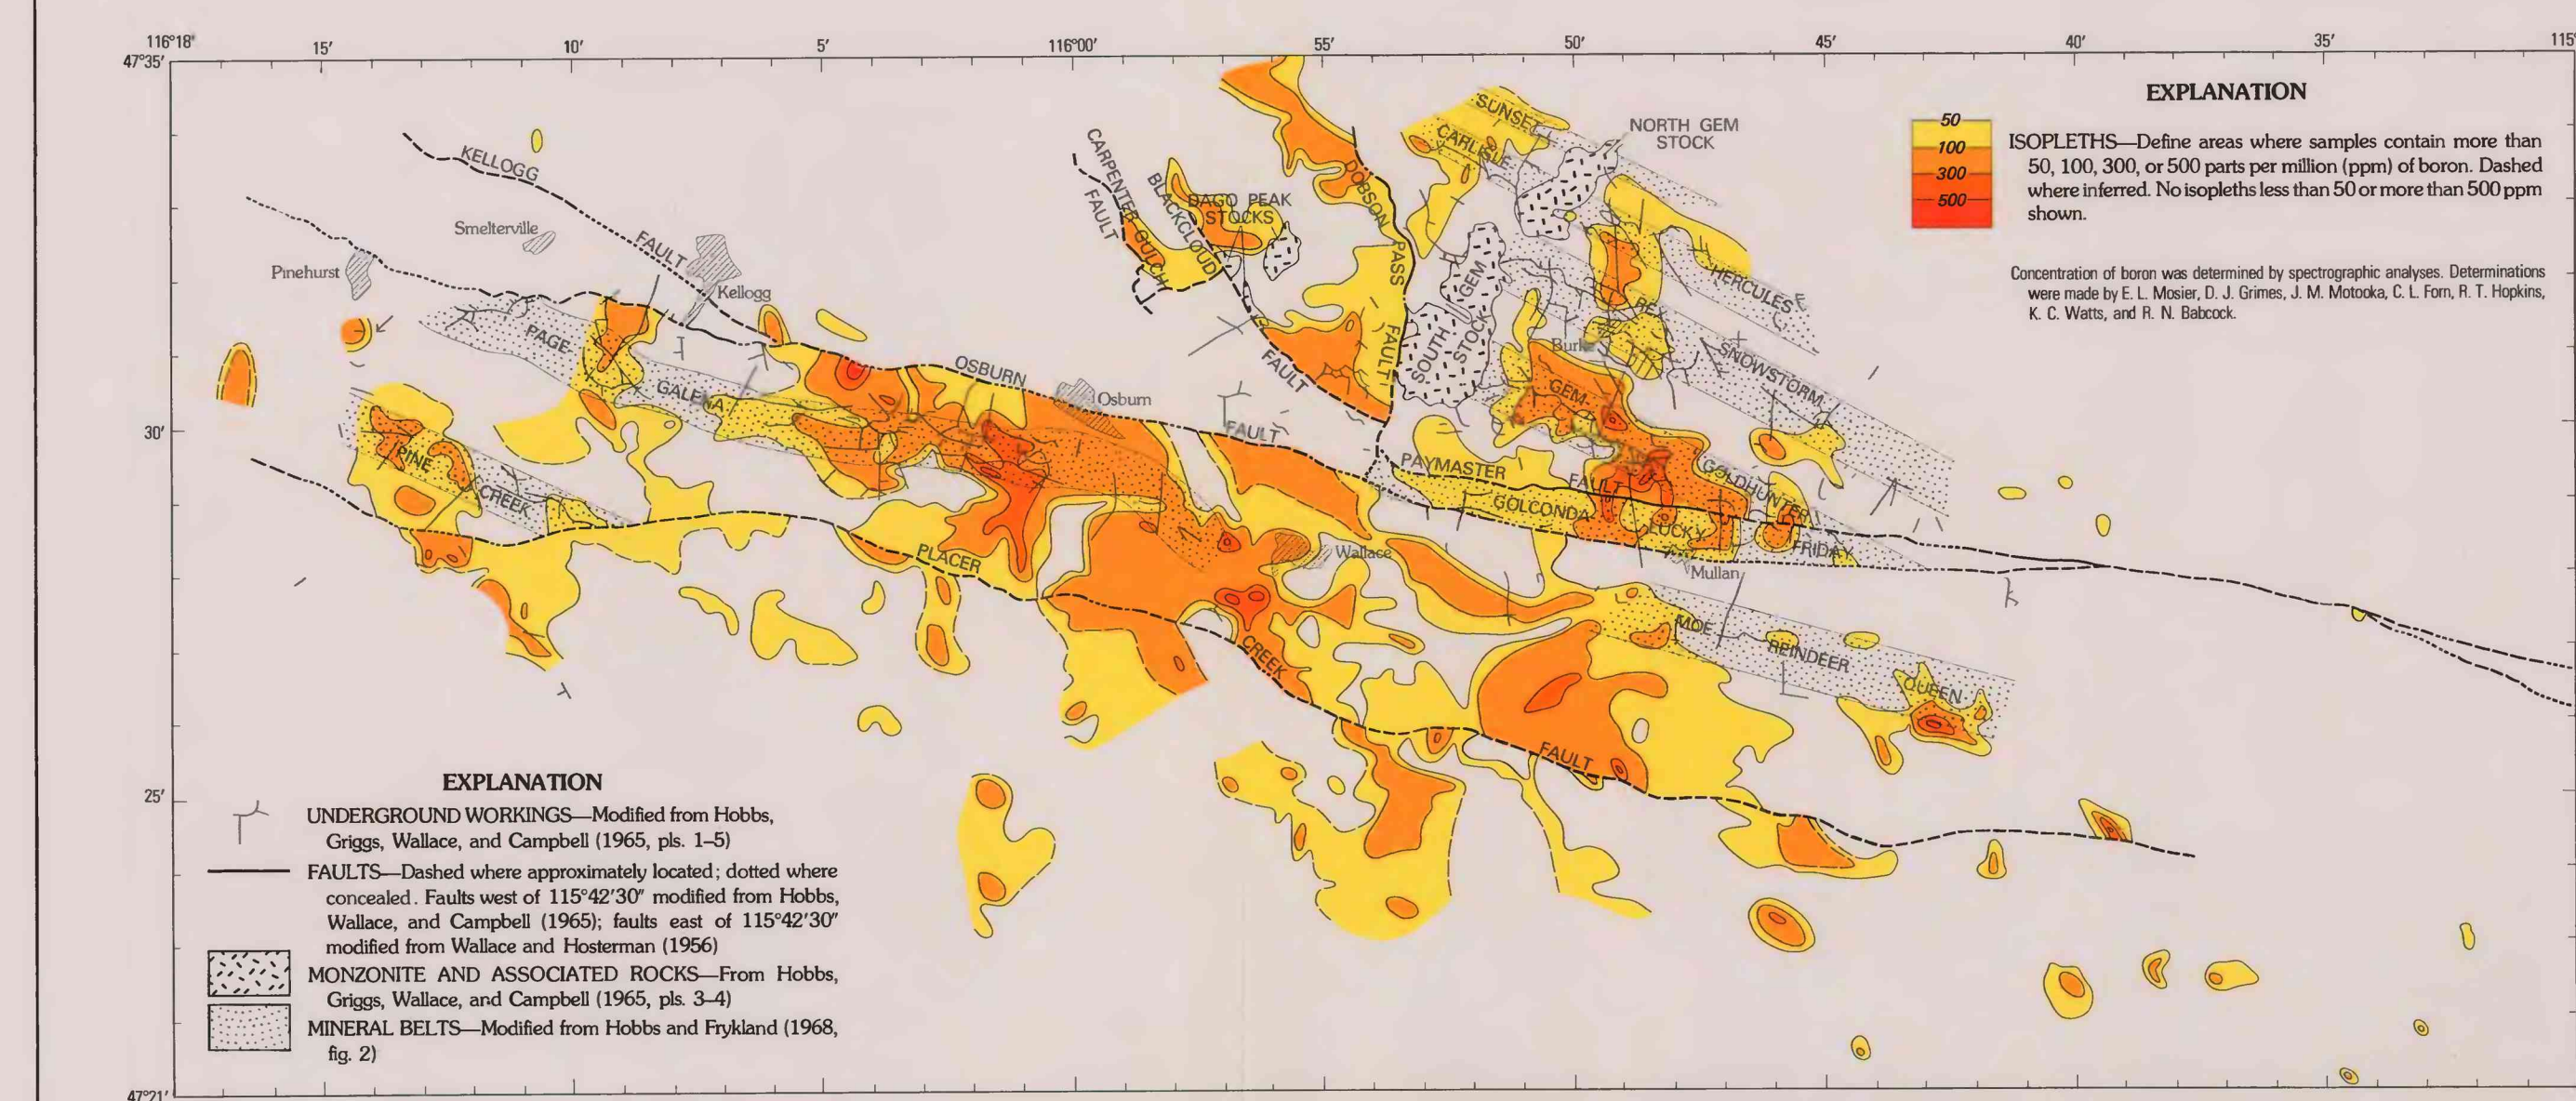 116°18'
15'
10'
5'
116°00'
55'
50'
45'
40'
35'
115°
47°35'
30'
25'
47°21'
EXPLANATION
50
100
300
500
ISOPLETHS—Define areas where samples contain more than
50, 100, 300, or 500 parts per million (ppm) of boron. Dashed
where inferred. No isopleths less than 50 or more than 500 ppm
shown.
Concentration of boron was determined by spectrographic analyses. Determinations
were made by E. L. Mosier, D. J. Grimes, J. M. Motooka, C. L. Forn, R. T. Hopkins,
K. C. Watts, and R. N. Babcock.
KELLOGG
FAULT
Smelterville
Pinehurst
Kellogg
CARPENTER
GULCH
FAULT
BLACKCLOUD
FAULT
DAGO PEAK
STOCKS
DOBSON
PASS
FAULT
SUNSET
CARLISLE
NORTH GEM
STOCK
GEM
STOCK
SOUTH
HERCULES
REX
Burke
SNOWSTORM
PAGE
GALENA
OSBURN
Osburn
FAULT
GEM
PAYMASTER
FAULT
GOLDHUNTER
GOLCONDA
LUCKY
FRIDAY
PINE
CREEK
PLACER
Wallace
Mullan
CREEK
MOE
REINDEER
QUEEN
FAULT
EXPLANATION
UNDERGROUND WORKINGS—Modified from Hobbs,
Griggs, Wallace, and Campbell (1965, pls. 1–5)
FAULTS—Dashed where approximately located; dotted where
concealed. Faults west of 115°42'30" modified from Hobbs,
Wallace, and Campbell (1965); faults east of 115°42'30"
modified from Wallace and Hosterman (1956)
MONZONITE AND ASSOCIATED ROCKS—From Hobbs,
Griggs, Wallace, and Campbell (1965, pls. 3–4)
MINERAL BELTS—Modified from Hobbs and Frykland (1968,
fig. 2)